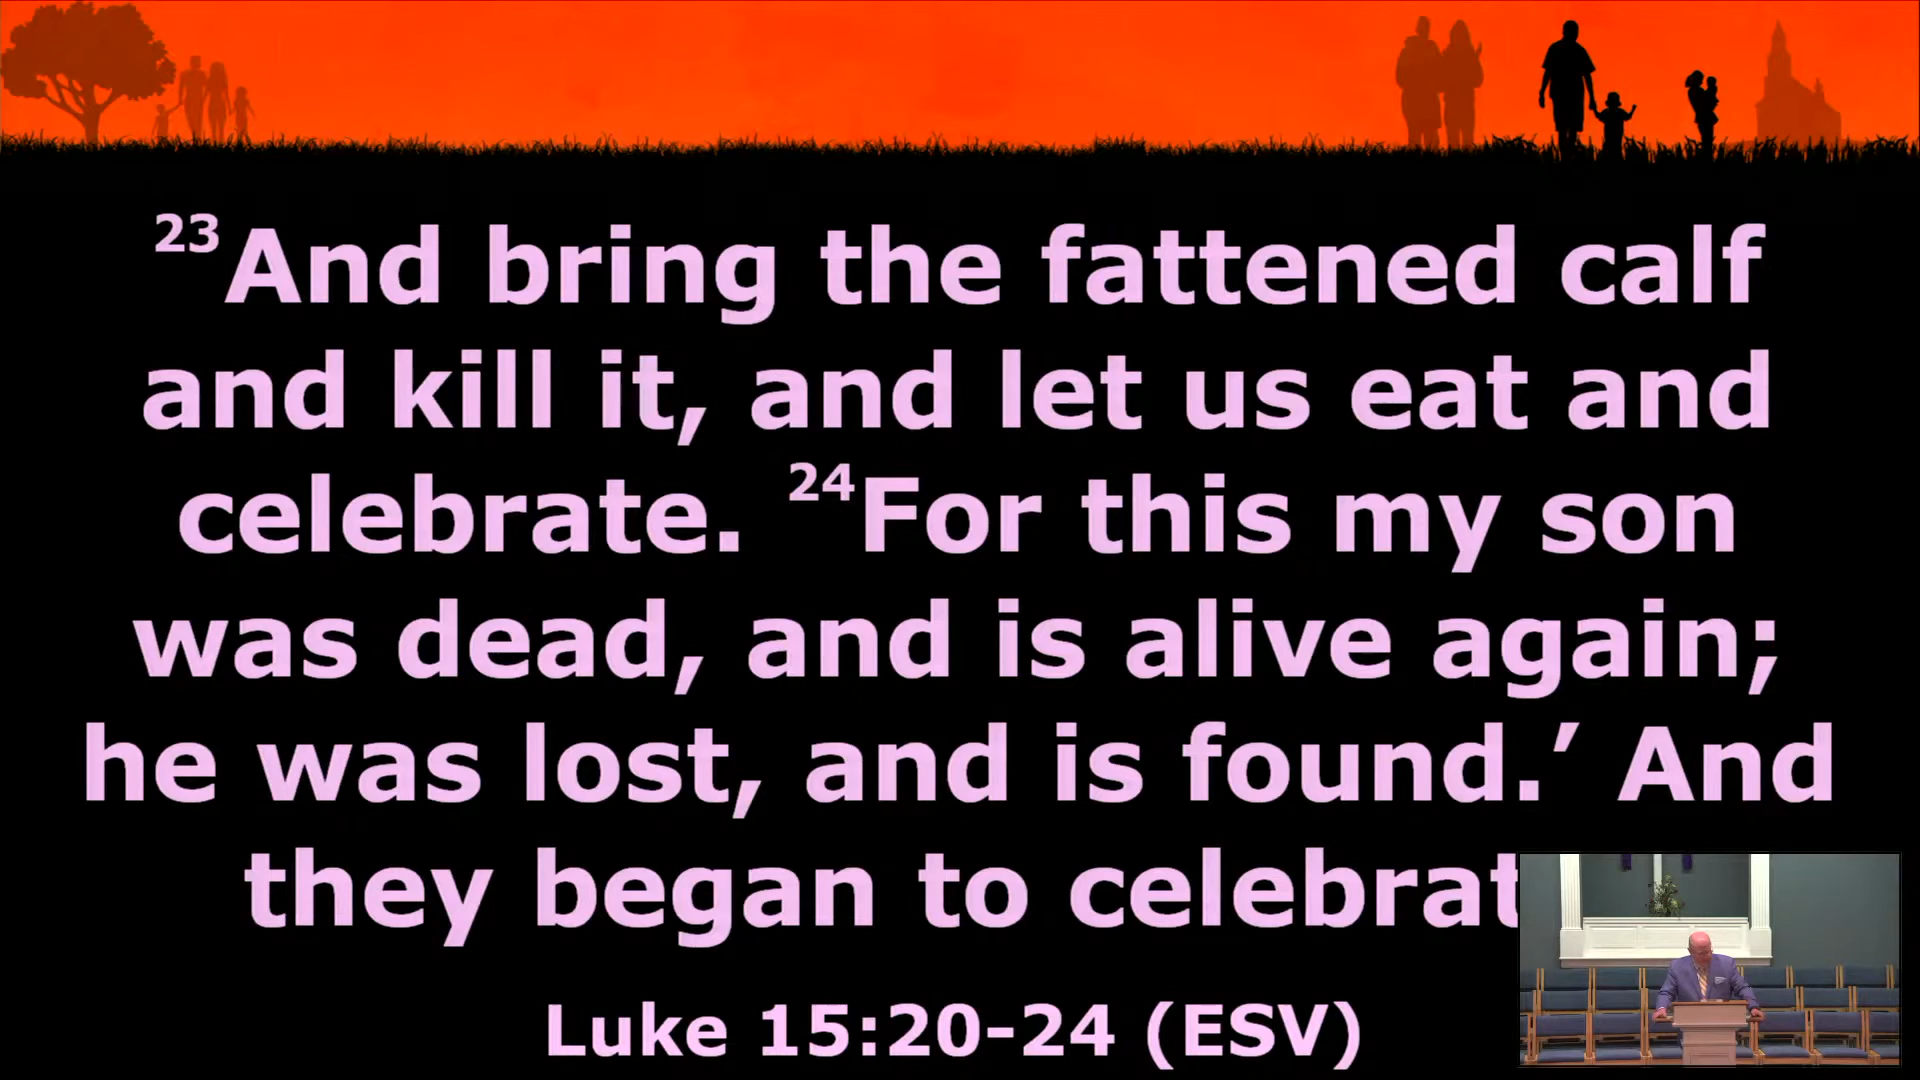 23And bring the fattened calf
and kill it, and let us eat and
celebrate. 24For this my son
was dead, and is alive again;
he was lost, and is found.’ And
they began to celebrat
Luke 15:20-24 (ESV)